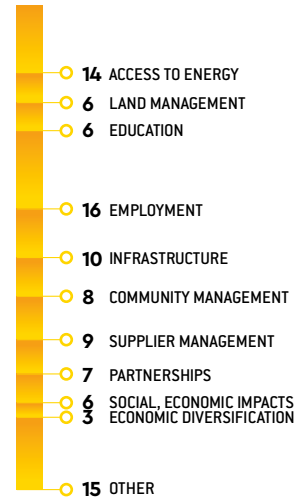 14 ACCESS TO ENERGY
6 LAND MANAGEMENT
6 EDUCATION
16 EMPLOYMENT
10 INFRASTRUCTURE
8 COMMUNITY MANAGEMENT
9 SUPPLIER MANAGEMENT
7 PARTNERSHIPS
6 SOCIAL, ECONOMIC IMPACTS
3 ECONOMIC DIVERSIFICATION
15 OTHER